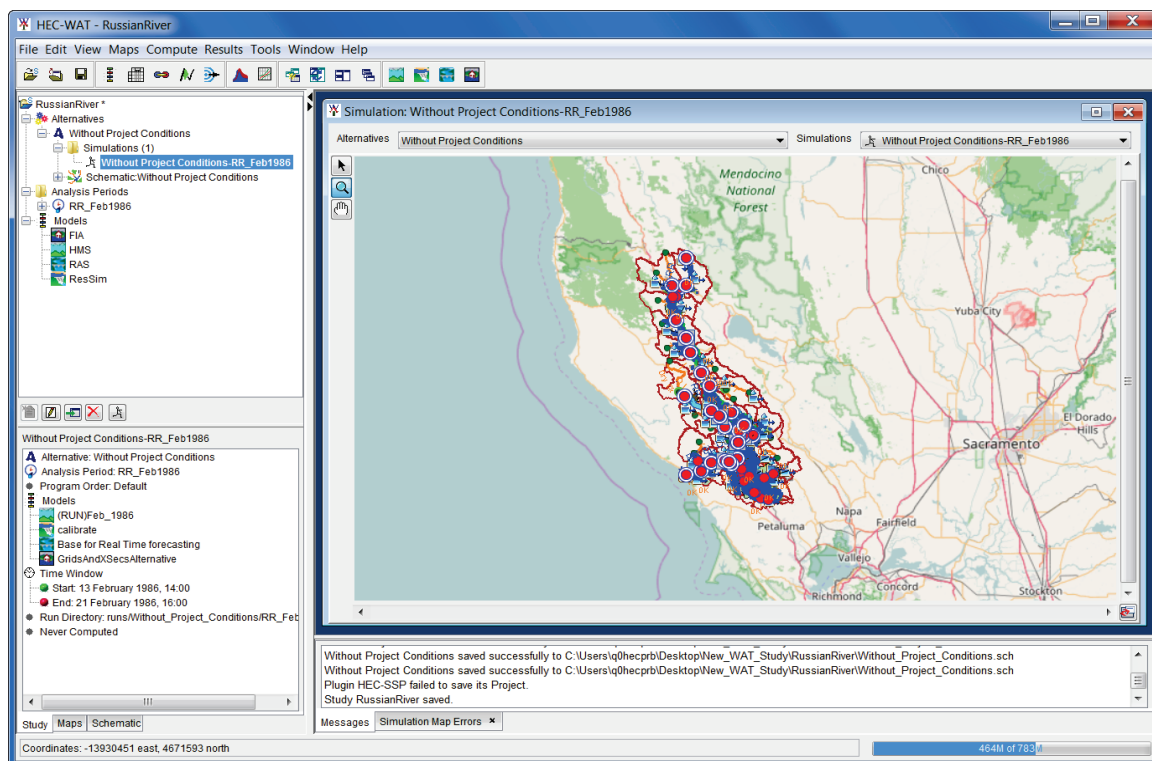 HEC-WAT - RussianRiver
File Edit View Maps Compute Results Tools Window Help
RussianRiver *
Alternatives
Without Project Conditions
Simulations (1)
Without Project Conditions-RR_Feb1986
Schematic:Without Project Conditions
Analysis Periods
RR_Feb1986
Models
FIA
HMS
RAS
ResSim
Without Project Conditions-RR_Feb1986
Alternative: Without Project Conditions
Analysis Period: RR_Feb1986
Program Order: Default
Models
(RUN)Feb_1986
calibrate
Base for Real Time forecasting
GridsAndXSecsAlternative
Time Window
Start: 13 February 1986, 14:00
End: 21 February 1986, 16:00
Run Directory: runs/Without_Project_Conditions/RR_Feb
Never Computed
Study Maps Schematic
Simulation: Without Project Conditions-RR_Feb1986
Alternatives Without Project Conditions Simulations Without Project Conditions-RR_Feb1986
Mendocino
National
Forest
Chico
Yuba City
El Dorado
Hills
Sacramento
Napa
Fairfield
Petaluma
Vallejo
Concord
Richmond
Stockton
Without Project Conditions saved successfully to C:\Users\q0hecprb\Desktop\New_WAT_Study\RussianRiver\Without_Project_Conditions.sch
Without Project Conditions saved successfully to C:\Users\q0hecprb\Desktop\New_WAT_Study\RussianRiver\Without_Project_Conditions.sch
Plugin HEC-SSP failed to save its Project.
Study RussianRiver saved.
Messages Simulation Map Errors
Coordinates: -13930451 east, 4671593 north
464M of 783M